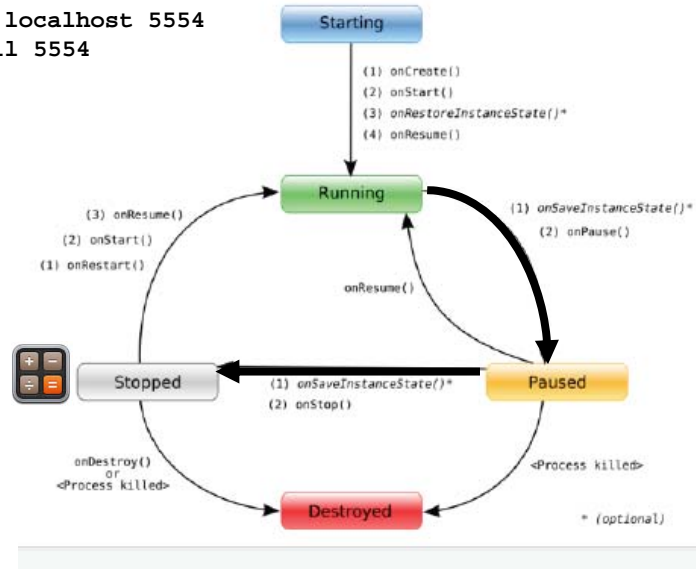 localhost 5554
ll 5554
Starting
(1) onCreate()
(2) onStart()
(3) onRestoreInstanceState()*
(4) onResume()
Running
(3) onResume()
(2) onStart()
(1) onRestart()
(1) onSaveInstanceState()*
(2) onPause()
onResume()
Stopped
(1) onSaveInstanceState()*
(2) onStop()
Paused
onDestroy()
or
<Process killed>
<Process killed>
Destroyed
* (optional)